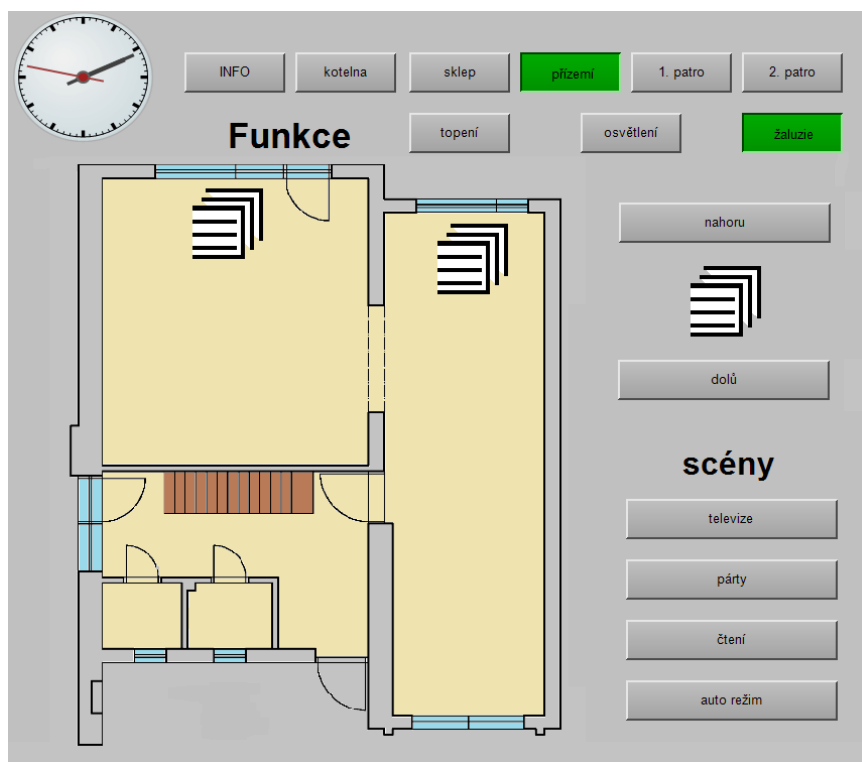 INFO
kotelna
sklep
přízemí
1. patro
2. patro
Funkce
topení
osvětlení
žaluzie
nahoru
dolů
scény
televize
párty
čtení
auto režim